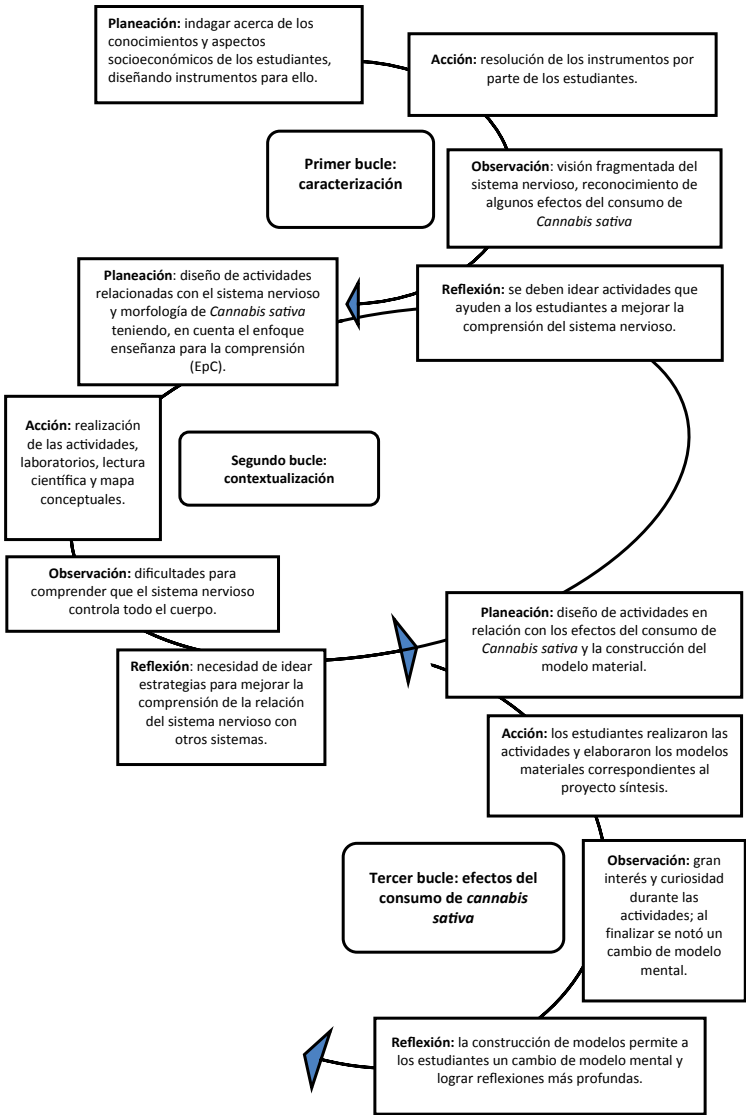 Planeación: indagar acerca de los
conocimientos y aspectos
socioeconómicos de los estudiantes,
diseñando instrumentos para ello.
Acción: resolución de los instrumentos por
parte de los estudiantes.
Primer bucle:
caracterización
Observación: visión fragmentada del
sistema nervioso, reconocimiento de
algunos efectos del consumo de
Cannabis sativa
Planeación: diseño de actividades
relacionadas con el sistema nervioso
y morfología de Cannabis sativa
teniendo, en cuenta el enfoque
enseñanza para la comprensión
(EpC).
Reflexión: se deben idear actividades que
ayuden a los estudiantes a mejorar la
comprensión del sistema nervioso.
Acción: realización
de las actividades,
laboratorios, lectura
científica y mapa
conceptuales.
Segundo bucle:
contextualización
Observación: dificultades para
comprender que el sistema nervioso
controla todo el cuerpo.
Planeación: diseño de actividades en
relación con los efectos del consumo de
Cannabis sativa y la construcción del
modelo material.
Reflexión: necesidad de idear
estrategias para mejorar la
comprensión de la relación
del sistema nervioso con
otros sistemas.
Acción: los estudiantes realizaron las
actividades y elaboraron los modelos
materiales correspondientes al
proyecto síntesis.
Tercer bucle: efectos del
consumo de cannabis
sativa
Observación: gran
interés y curiosidad
durante las
actividades; al
finalizar se notó un
cambio de modelo
mental.
Reflexión: la construcción de modelos permite a
los estudiantes un cambio de modelo mental y
lograr reflexiones más profundas.